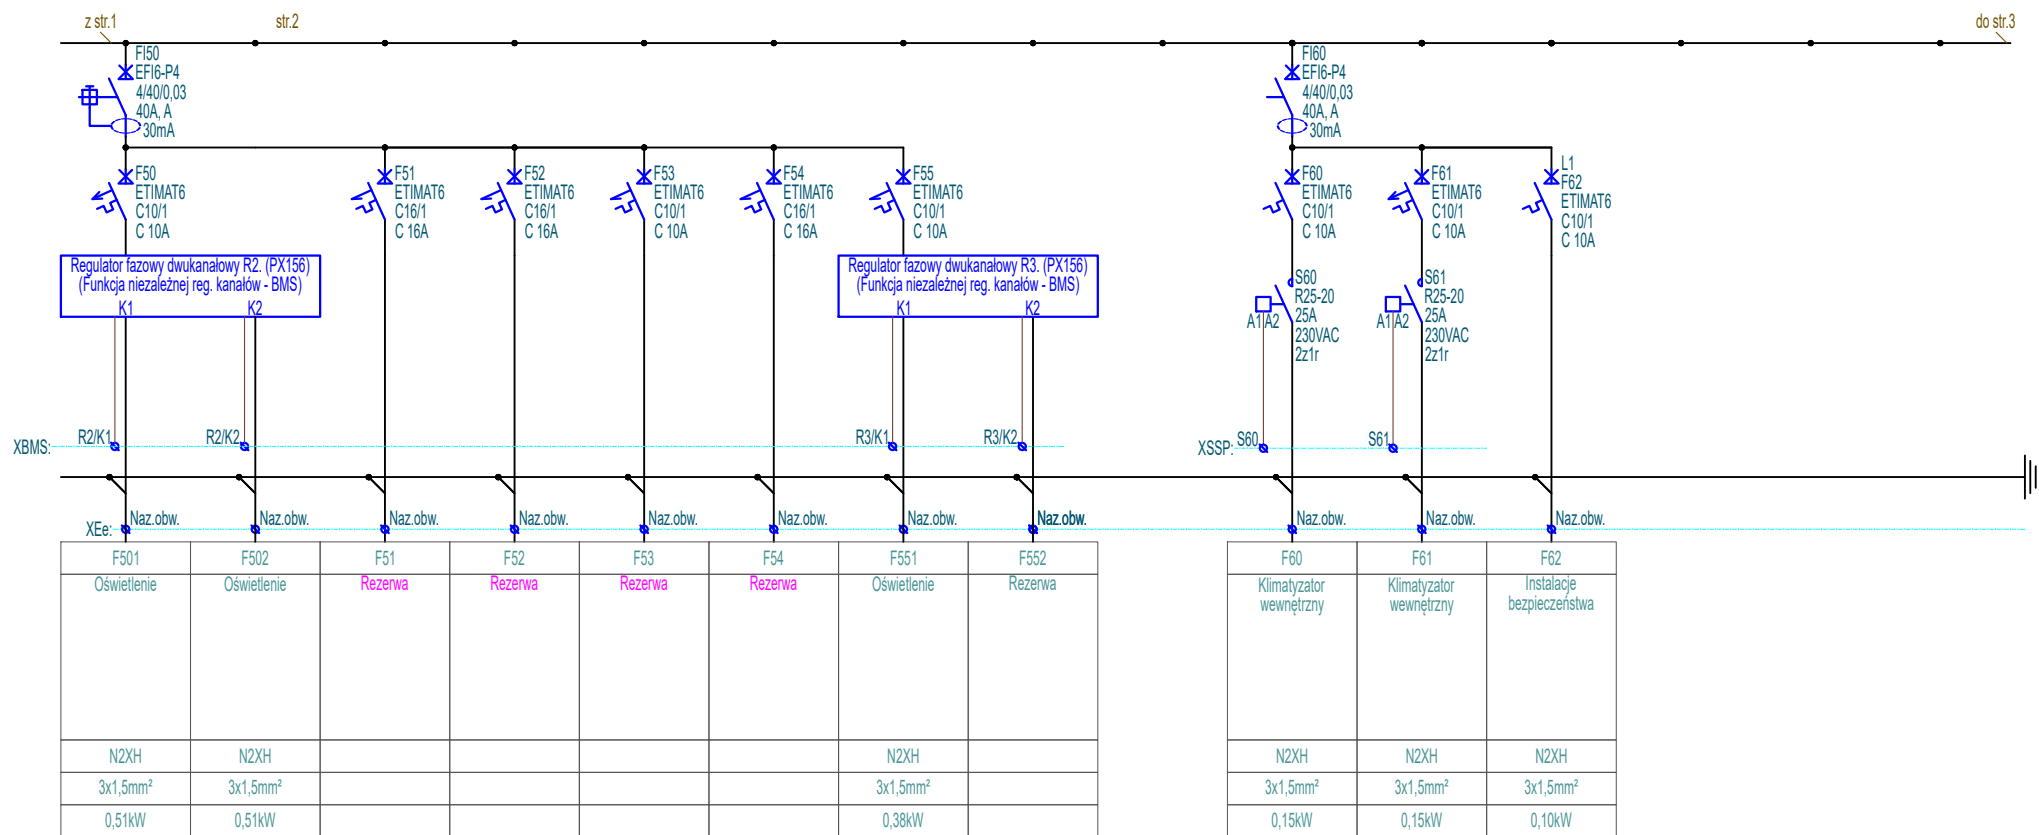 z str.1
str.2
do str.3
FI50
EFI6-P4
4/40/0,03
40A, A
30mA
FI60
EFI6-P4
4/40/0,03
40A, A
30mA
F50
ETIMAT6
C10/1
C 10A
F51
ETIMAT6
C16/1
C 16A
F52
ETIMAT6
C16/1
C 16A
F53
ETIMAT6
C10/1
C 10A
F54
ETIMAT6
C16/1
C 16A
F55
ETIMAT6
C10/1
C 10A
F60
ETIMAT6
C10/1
C 10A
F61
ETIMAT6
C10/1
C 10A
L1
F62
ETIMAT6
C10/1
C 10A
Regulator fazowy dwukanałowy R2. (PX156)
(Funkcja niezależnej reg. kanałów - BMS)
K1 K2
Regulator fazowy dwukanałowy R3. (PX156)
(Funkcja niezależnej reg. kanałów - BMS)
K1 K2
S60
R25-20
25A
230VAC
2z1r
A1 A2
S61
R25-20
25A
230VAC
2z1r
A1 A2
XBMS: R2/K1 R2/K2 R3/K1 R3/K2
XSSP: S60 S61
XEe: Naz.obw. Naz.obw. Naz.obw. Naz.obw. Naz.obw. Naz.obw. Naz.obw. Naz.obw. Naz.obw. Naz.obw. Naz.obw.
F501 F502 F51 F52 F53 F54 F551 F552 F60 F61 F62
Oświetlenie Oświetlenie Rezerwa Rezerwa Rezerwa Rezerwa Oświetlenie Rezerwa Klimatyzator Klimatyzator Instalacje
wewnętrzny wewnętrzny bezpieczeństwa
N2XH N2XH N2XH N2XH N2XH N2XH
3x1,5mm² 3x1,5mm² 3x1,5mm² 3x1,5mm² 3x1,5mm² 3x1,5mm²
0,51kW 0,51kW 0,38kW 0,15kW 0,15kW 0,10kW